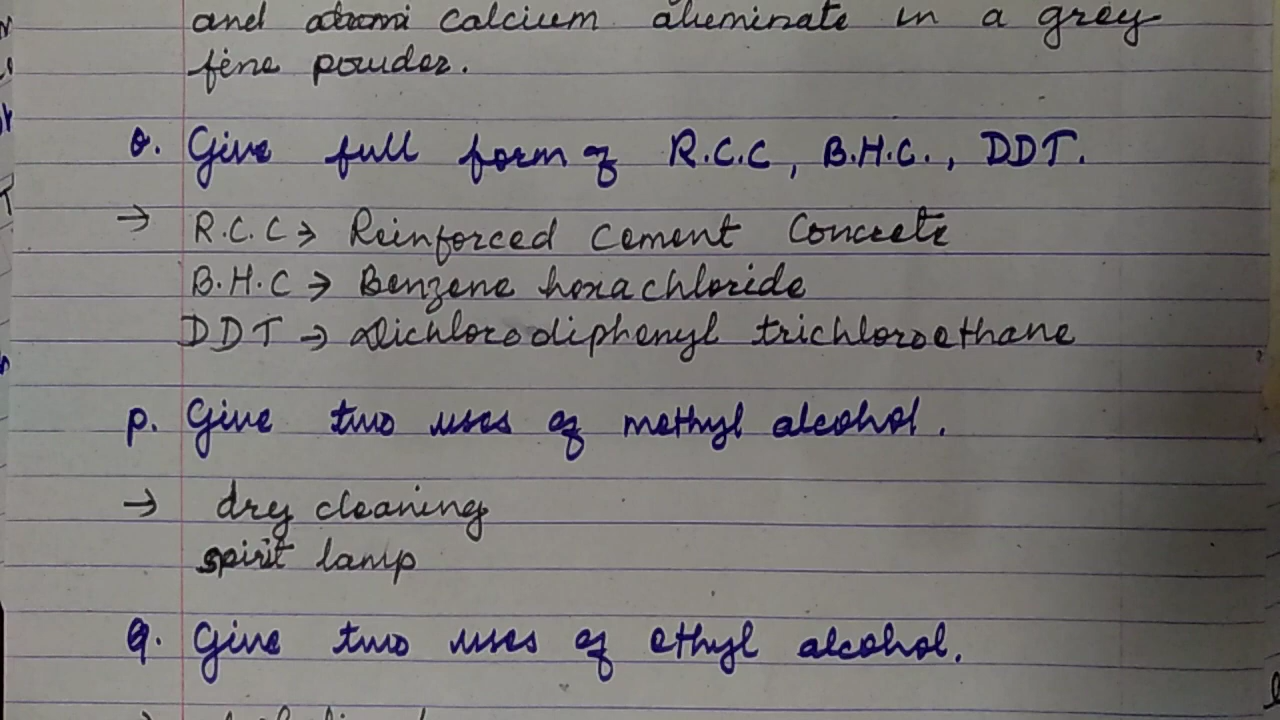 and calcium aluminate in a grey
fine powder.
o. Give full form of R.C.C, B.H.C., DDT.
→ R.C.C → Reinforced Cement Concrete
B.H.C → Benzene hexachloride
DDT → Dichlorodiphenyl trichloroethane
p. Give two uses of methyl alcohol.
→ dry cleaning
spirit lamp
q. Give two uses of ethyl alcohol.